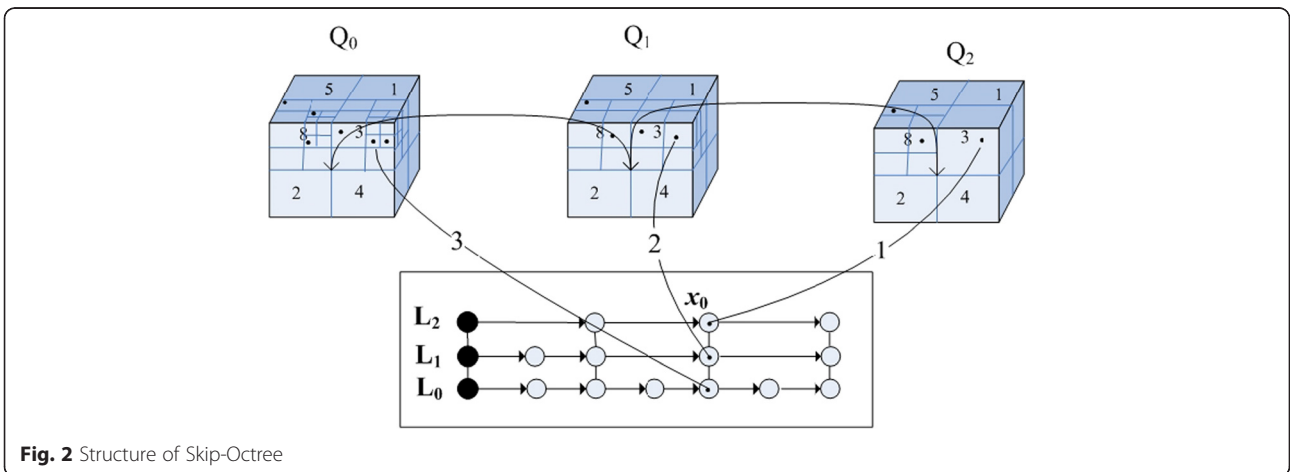 Q0 Q1 Q2
5 1 5 1 5 1
8 3 8 3 8 3
2 4 2 4 2 4
3 2 1
x0
L2
L1
L0
Fig. 2 Structure of Skip-Octree